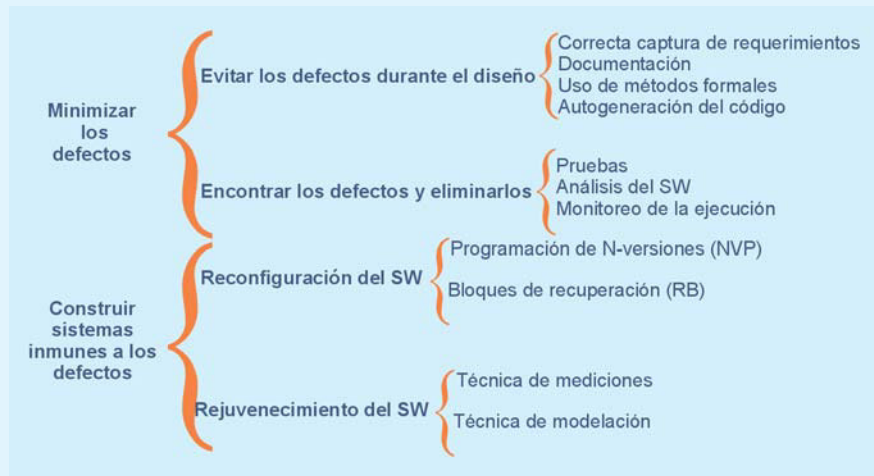 Minimizar
los
defectos
Evitar los defectos durante el diseño
Correcta captura de requerimientos
Documentación
Uso de métodos formales
Autogeneración del código
Encontrar los defectos y eliminarlos
Pruebas
Análisis del SW
Monitoreo de la ejecución
Construir
sistemas
inmunes a los
defectos
Reconfiguración del SW
Programación de N-versiones (NVP)
Bloques de recuperación (RB)
Rejuvenecimiento del SW
Técnica de mediciones
Técnica de modelación